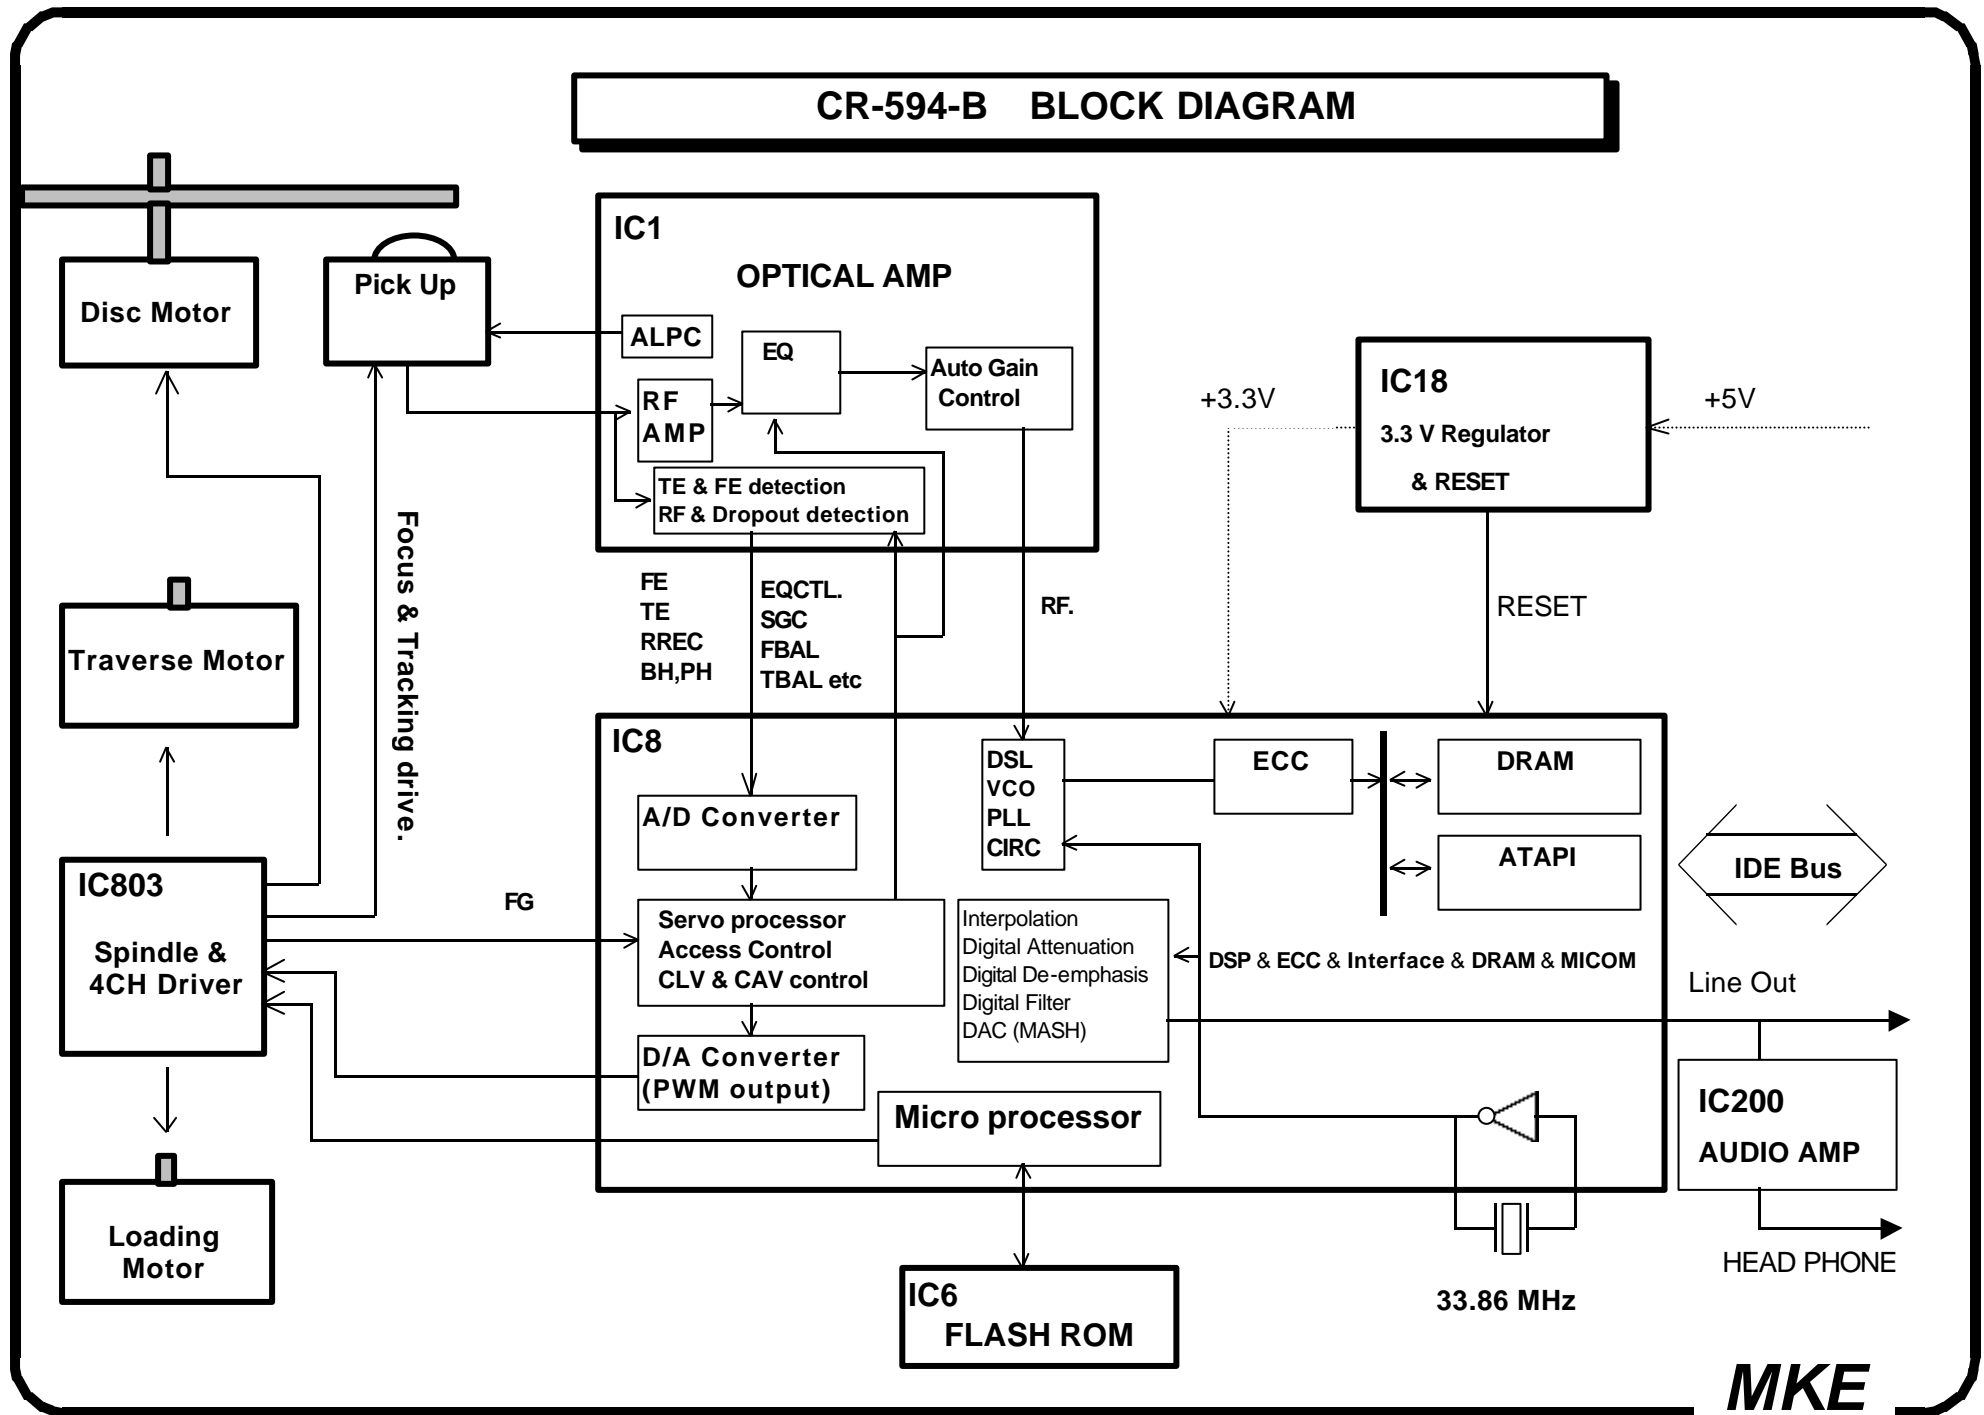 CR-594-B BLOCK DIAGRAM
IC1
OPTICAL AMP
Pick Up
Disc Motor
ALPC
EQ
Auto Gain
Control
RF
AMP
TE & FE detection
RF & Dropout detection
IC18
3.3 V Regulator
& RESET
+3.3V
+5V
Focus & Tracking drive.
FE
TE
RREC
BH,PH
EQCTL.
SGC
FBAL
TBAL etc
RF.
RESET
Traverse Motor
IC8
DSL
VCO
PLL
CIRC
ECC
DRAM
ATAPI
IDE Bus
A/D Converter
IC803
Spindle &
4CH Driver
FG
Servo processor
Access Control
CLV & CAV control
Interpolation
Digital Attenuation
Digital De-emphasis
Digital Filter
DAC (MASH)
DSP & ECC & Interface & DRAM & MICOM
Line Out
D/A Converter
(PWM output)
Micro processor
IC200
AUDIO AMP
Loading
Motor
HEAD PHONE
33.86 MHz
IC6
FLASH ROM
MKE